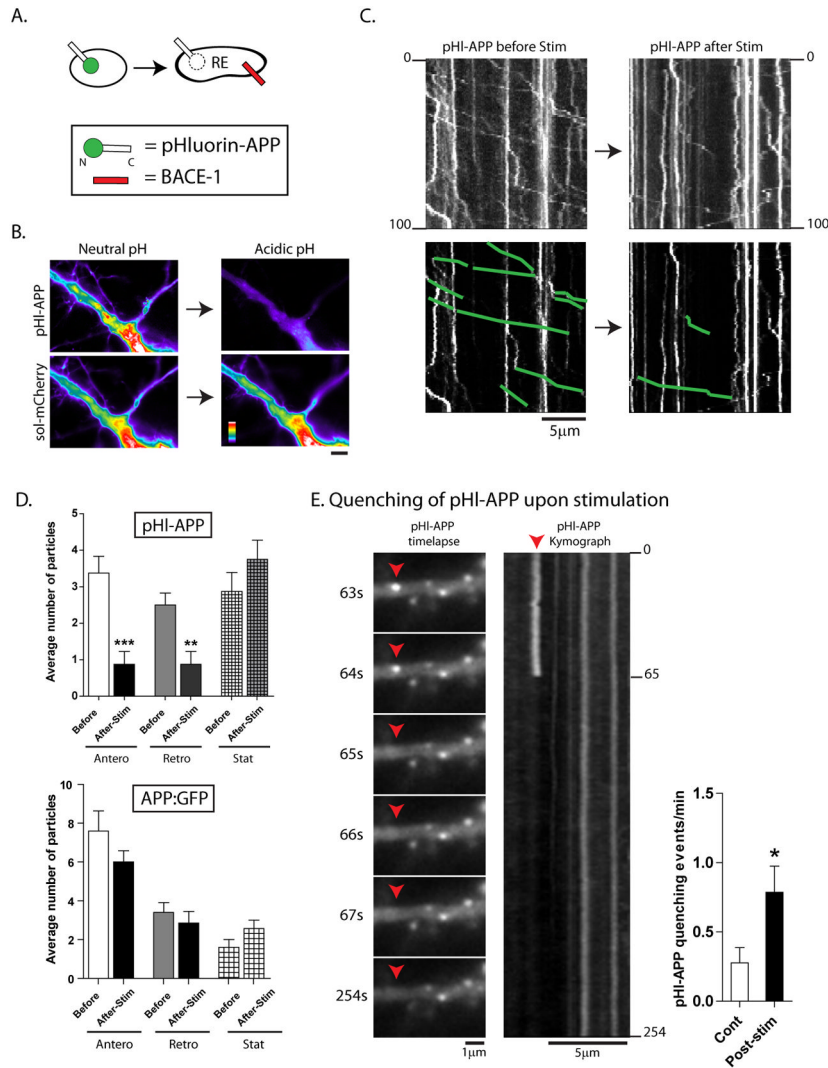 A.
RE
N
C
= pHluorin-APP
= BACE-1
B.
Neutral pH
Acidic pH
pHl-APP
sol-mCherry
C.
pHl-APP before Stim
pHl-APP after Stim
0
0
100
100
5µm
D.
pHl-APP
Average number of particles
5
4
3
2
1
0
***
**
Before
After-Stim
Before
After-Stim
Before
After-Stim
Antero
Retro
Stat
APP:GFP
Average number of particles
10
8
6
4
2
0
Before
After-Stim
Before
After-Stim
Before
After-Stim
Antero
Retro
Stat
E. Quenching of pHl-APP upon stimulation
pHl-APP
timelapse
pHl-APP
Kymograph
63s
64s
65s
66s
67s
254s
1µm
0
65
254
5µm
pHl-APP quenching events/min
1.5
1.0
0.5
0.0
*
Cont
Post-stim